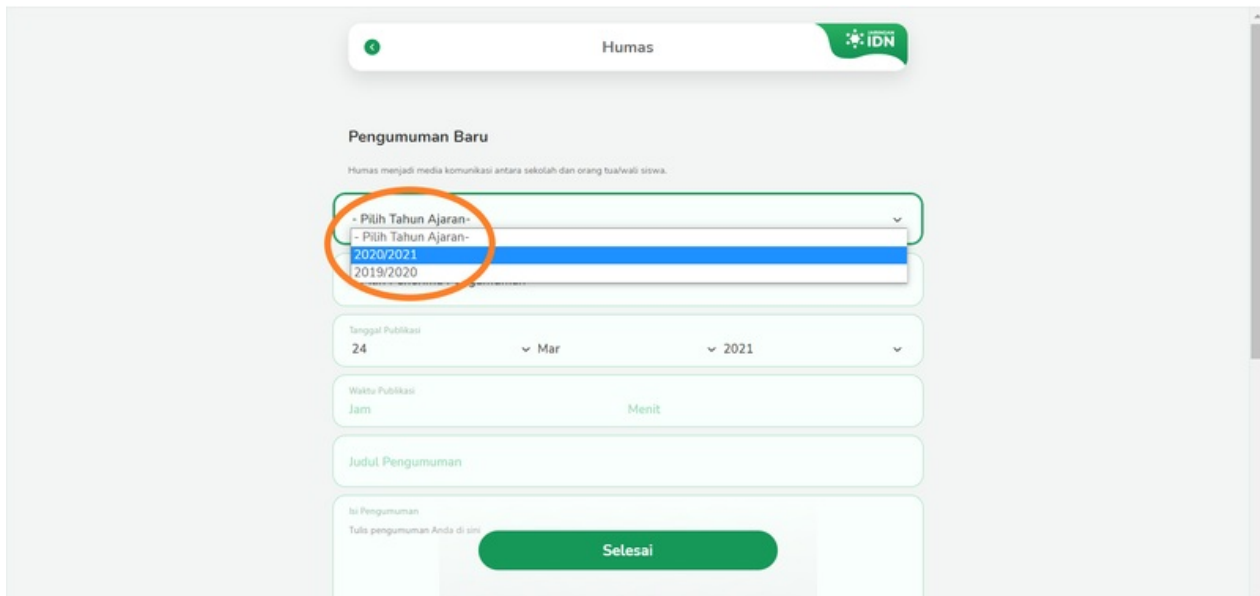 Humas
JARINGAN
IDN
Pengumuman Baru
Humas menjadi media komunikasi antara sekolah dan orang tua/wali siswa.
- Pilih Tahun Ajaran-
- Pilih Tahun Ajaran-
2020/2021
2019/2020
Tanggal Publikasi
24 Mar 2021
Waktu Publikasi
Jam Menit
Judul Pengumuman
Isi Pengumuman
Tulis pengumuman Anda di sini
Selesai